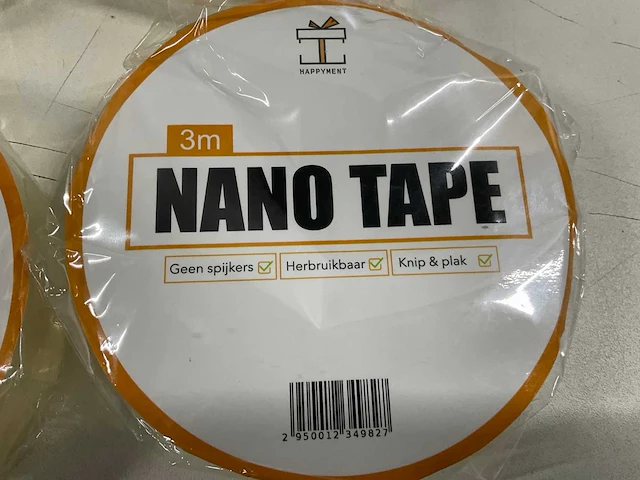 HAPPYMENT
3m
NANO TAPE
Geen spijkers Herbruikbaar Knip & plak
2 950012 349827